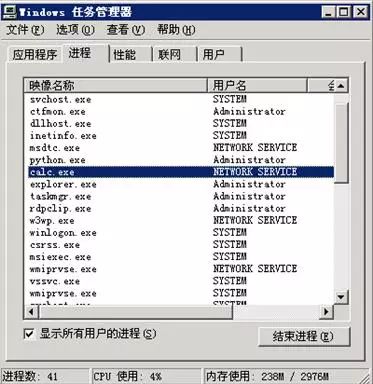 Windows 任务管理器
文件(F) 选项(O) 查看(V) 帮助(H)
应用程序 进程 性能 联网 用户
映像名称 用户名
svchost.exe SYSTEM
ctfmon.exe Administrator
dllhost.exe SYSTEM
inetinfo.exe SYSTEM
msdtc.exe NETWORK SERVICE
python.exe Administrator
calc.exe NETWORK SERVICE
explorer.exe Administrator
taskmgr.exe Administrator
rdpclip.exe Administrator
w3wp.exe NETWORK SERVICE
winlogon.exe SYSTEM
csrss.exe SYSTEM
msiexec.exe SYSTEM
wmiprvse.exe NETWORK SERVICE
vssvc.exe SYSTEM
wmiprvse.exe SYSTEM
显示所有用户的进程(S) 结束进程(E)
进程数: 41 CPU 使用: 4% 内存使用: 238M / 2976M